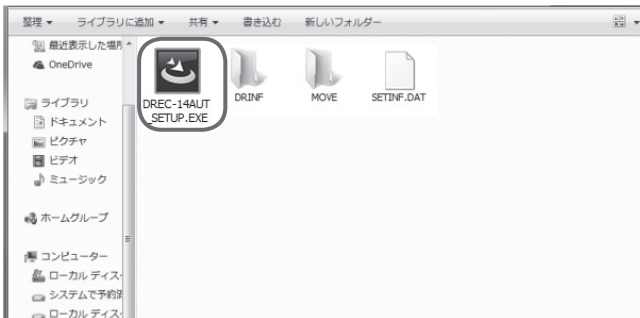 整理 ▼ ライブラリに追加 ▼ 共有 ▼ 書き込む 新しいフォルダー
最近表示した場所
OneDrive
ライブラリ
ドキュメント
ピクチャ
ビデオ
ミュージック
ホームグループ
コンピューター
ローカル ディス
システムで予約済
ローカル ディス
DREC-14AUT
_SETUP.EXE
DRINF
MOVE
SETINF.DAT